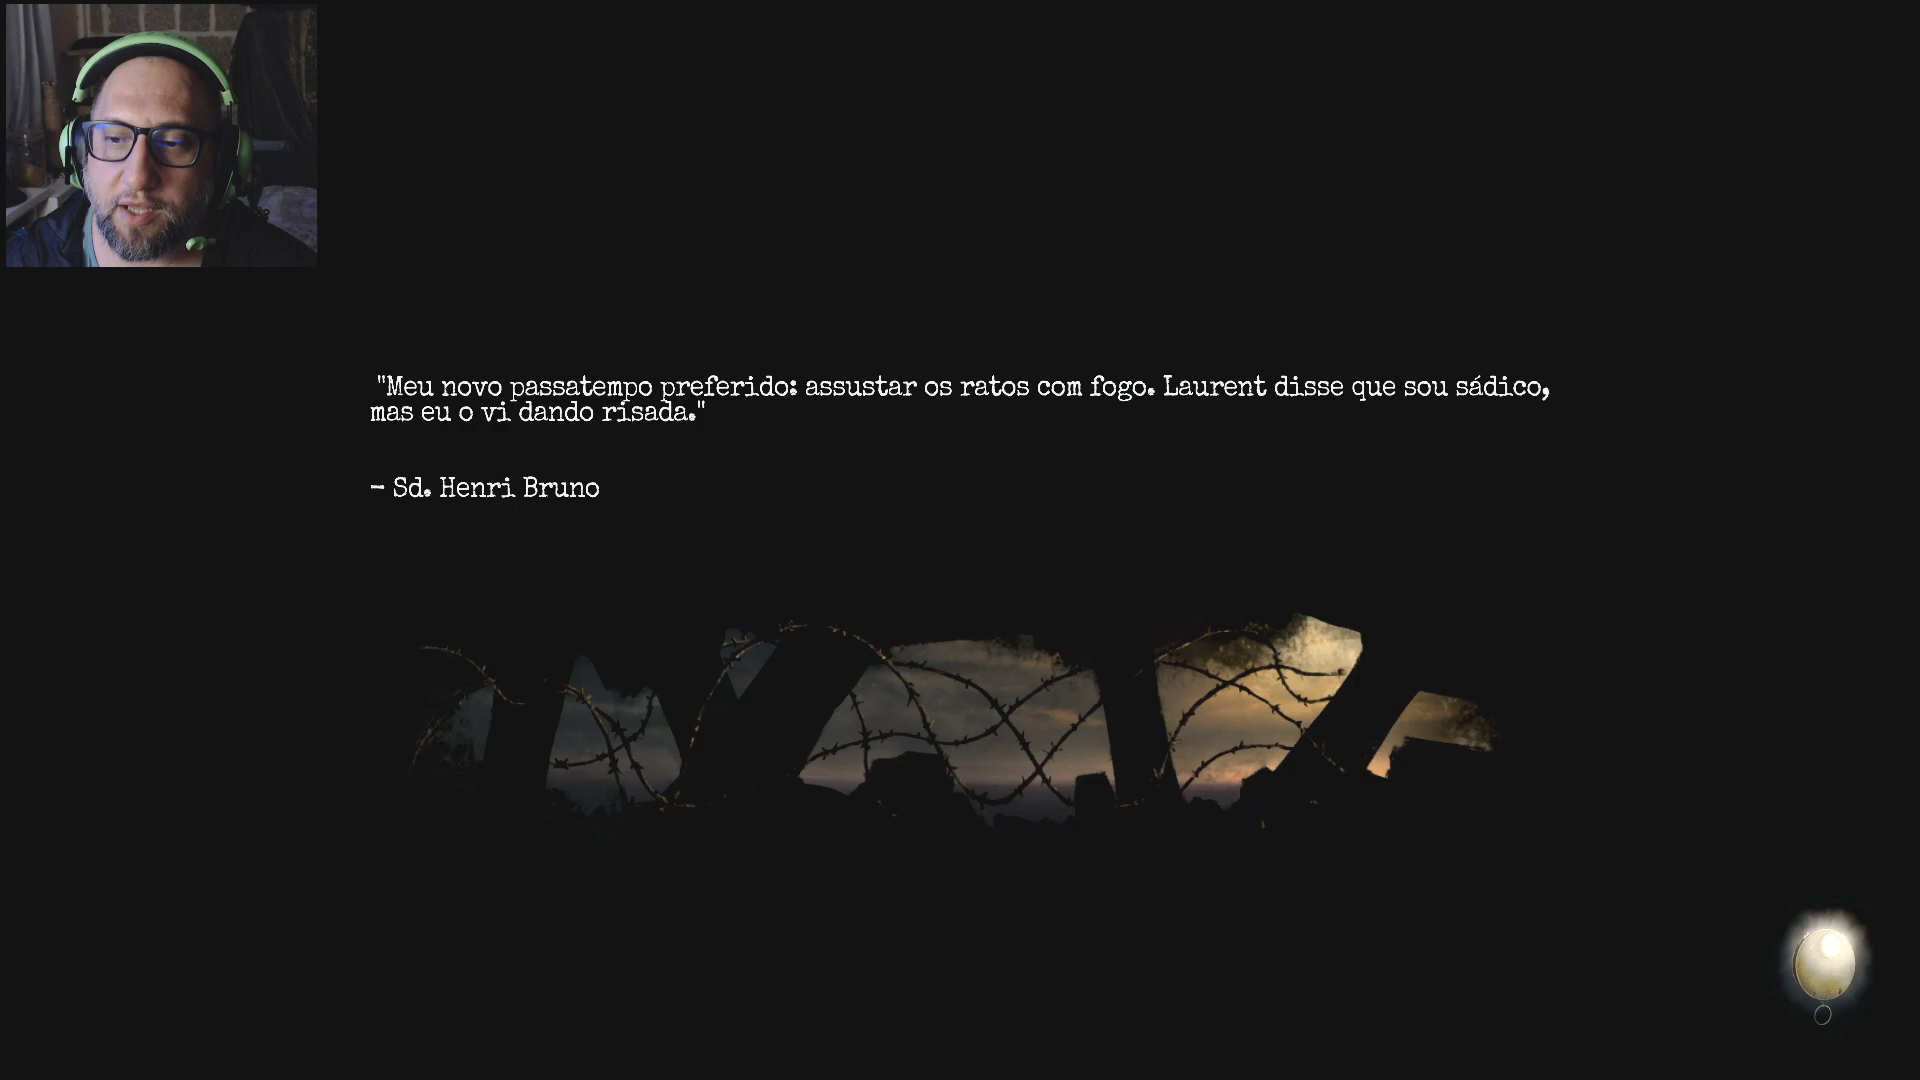 "Meu novo passatempo preferido: assustar os ratos com fogo. Laurent disse que sou sádico,
mas eu o vi dando risada."
- Sd. Henri Bruno